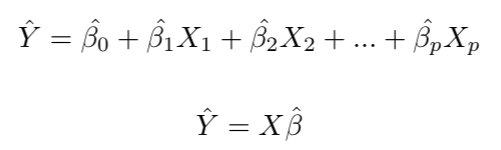 Ŷ = β̂₀ + β̂₁X₁ + β̂₂X₂ + ... + β̂ₚXₚ
Ŷ = Xβ̂